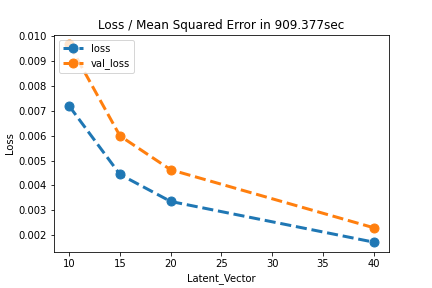 Loss / Mean Squared Error in 909.377sec
0.010
0.009
0.008
0.007
0.006
0.005
0.004
0.003
0.002
Loss
loss
val_loss
10 15 20 25 30 35 40
Latent_Vector